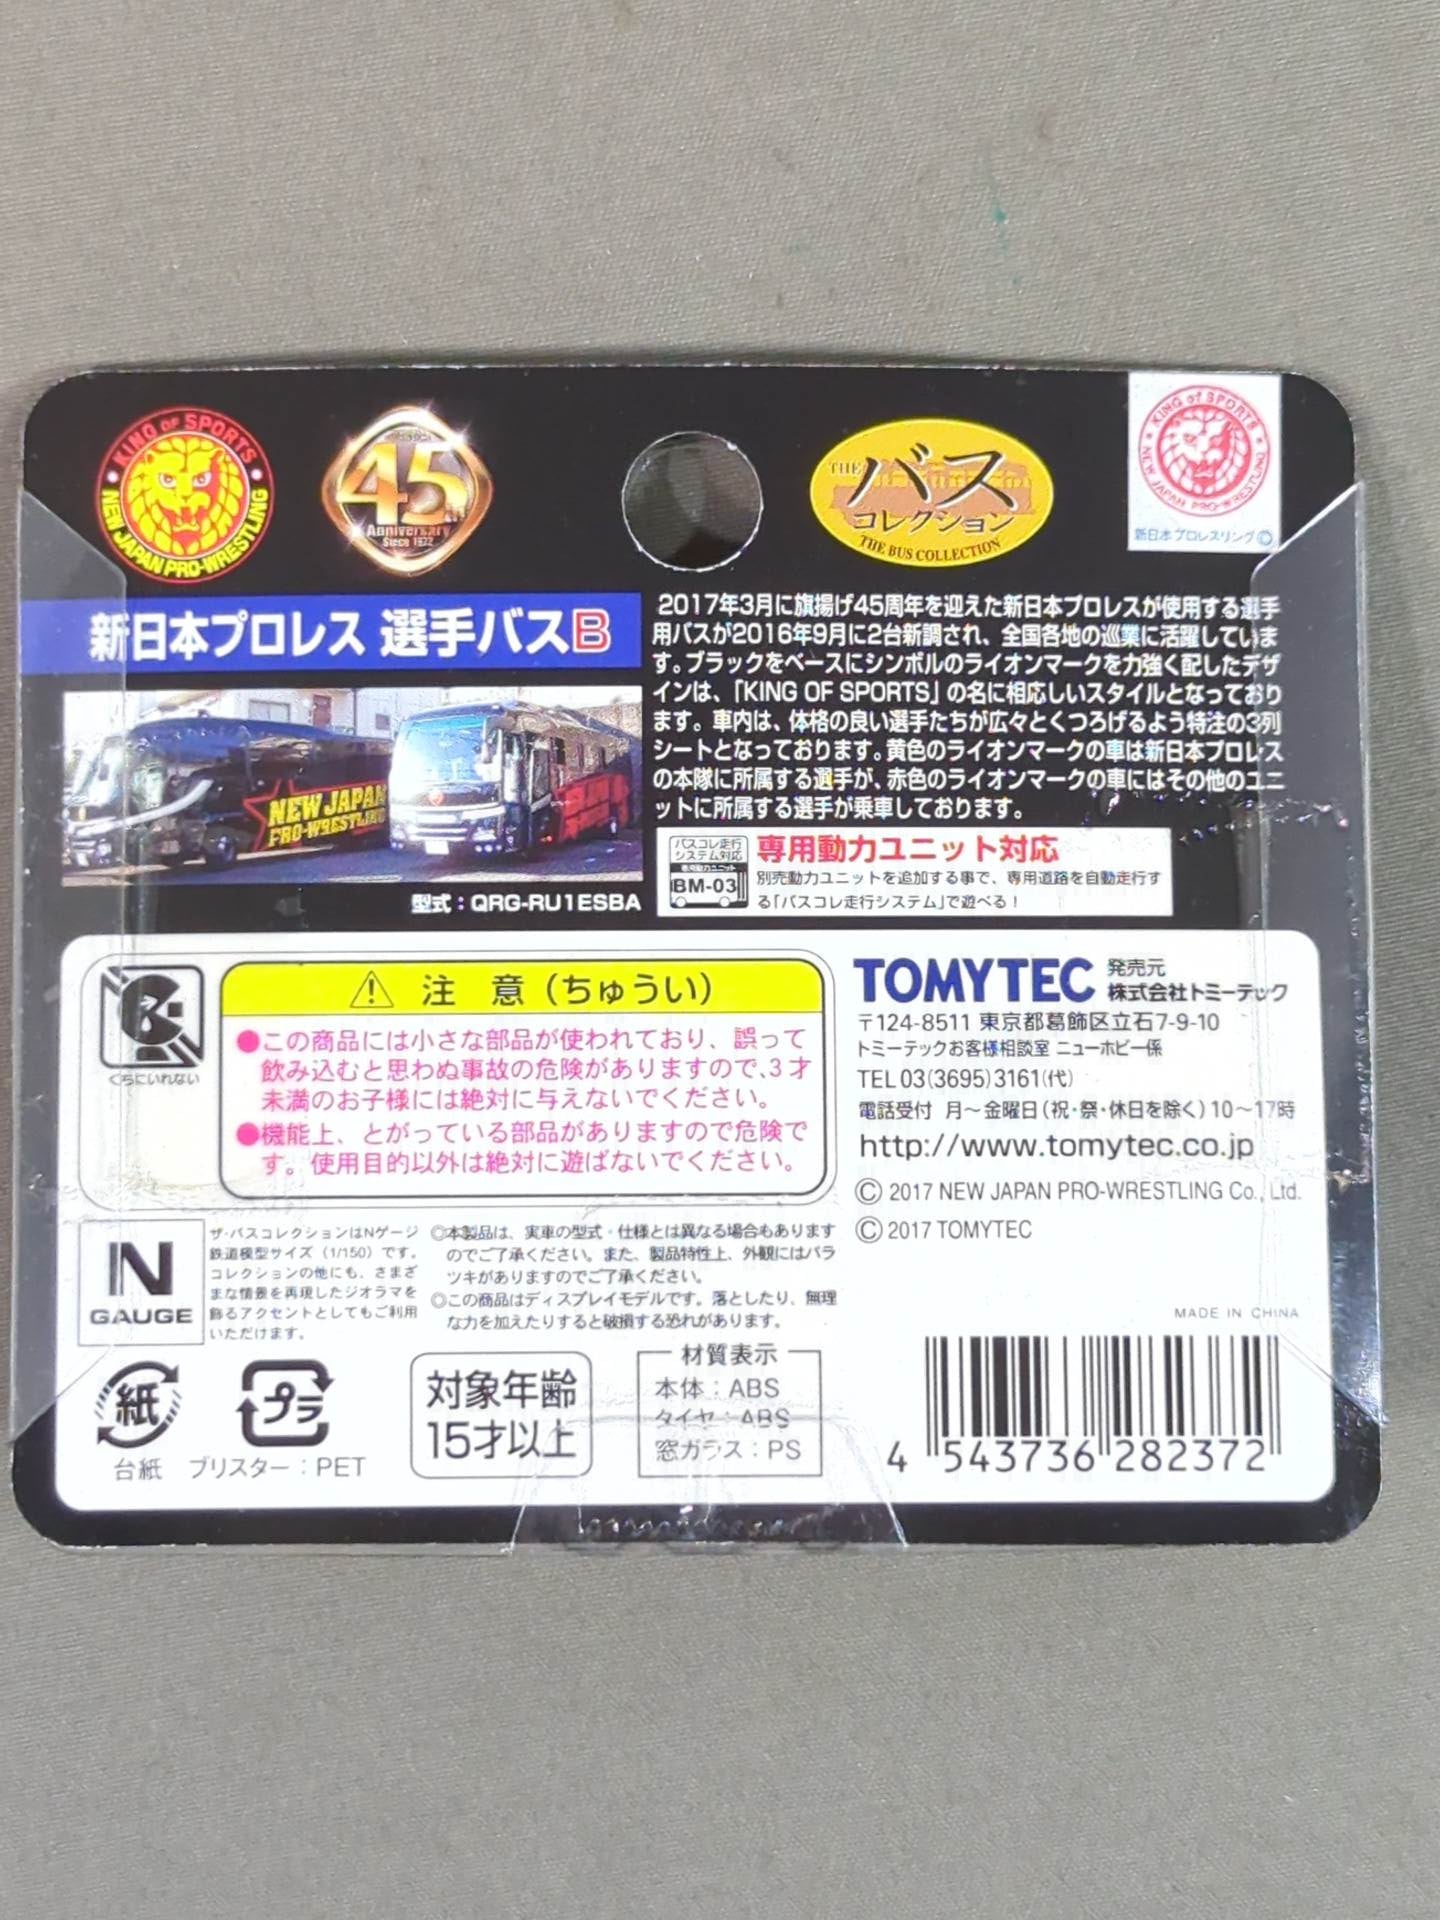 KING OF SPORTS
NEW JAPAN PRO-WRESTLING
45th
Anniversary
Since 1972
THE
バス
コレクション
THE BUS COLLECTION
KING of SPORTS
NEW JAPAN PRO-WRESTLING
新日本プロレスリング©
新日本プロレス 選手バスB
NEW JAPAN
PRO-WRESTLING
型式：QRG-RU1ESBA
2017年3月に旗揚げ45周年を迎えた新日本プロレスが使用する選手
用バスが2016年9月に2台新調され、全国各地の巡業に活躍していま
す。ブラックをベースにシンボルのライオンマークを力強く配したデザ
インは、「KING OF SPORTS」の名に相応しいスタイルとなっており
ます。車内は、体格の良い選手たちが広々とくつろげるよう特注の3列
シートとなっております。黄色のライオンマークの車は新日本プロレス
の本隊に所属する選手が、赤色のライオンマークの車にはその他のユニ
ットに所属する選手が乗車しております。
バスコレ走行
システム対応
専用動力ユニット
BM-03
専用動力ユニット対応
別売動力ユニットを追加する事で、専用道路を自動走行す
る「バスコレ走行システム」で遊べる！
くちにいれない
注 意（ちゅうい）
●この商品には小さな部品が使われており、誤って
飲み込むと思わぬ事故の危険がありますので、3才
未満のお子様には絶対に与えないでください。
●機能上、とがっている部品がありますので危険で
す。使用目的以外は絶対に遊ばないでください。
TOMYTEC
発売元
株式会社トミーテック
〒124-8511 東京都葛飾区立石7-9-10
トミーテックお客様相談室 ニューホビー係
TEL 03(3695)3161(代)
電話受付 月～金曜日(祝・祭・休日を除く)10～17時
http://www.tomytec.co.jp
© 2017 NEW JAPAN PRO-WRESTLING Co., Ltd.
© 2017 TOMYTEC
N
GAUGE
ザ・バスコレクションはNゲージ
鉄道模型サイズ（1/150）です。
コレクションの他にも、さまざ
まな情景を再現したジオラマを
飾るアクセントとしてもご利用
いただけます。
◎本製品は、実車の型式・仕様とは異なる場合もあります
のでご了承ください。また、製品特性上、外観にはバラ
ツキがありますのでご了承ください。
◎この商品はディスプレイモデルです。落としたり、無理
な力を加えたりすると破損する恐れがあります。
紙
台紙
プラ
ブリスター：PET
対象年齢
15才以上
材質表示
本体：ABS
タイヤ：ABS
窓ガラス：PS
MADE IN CHINA
4 543736 282372